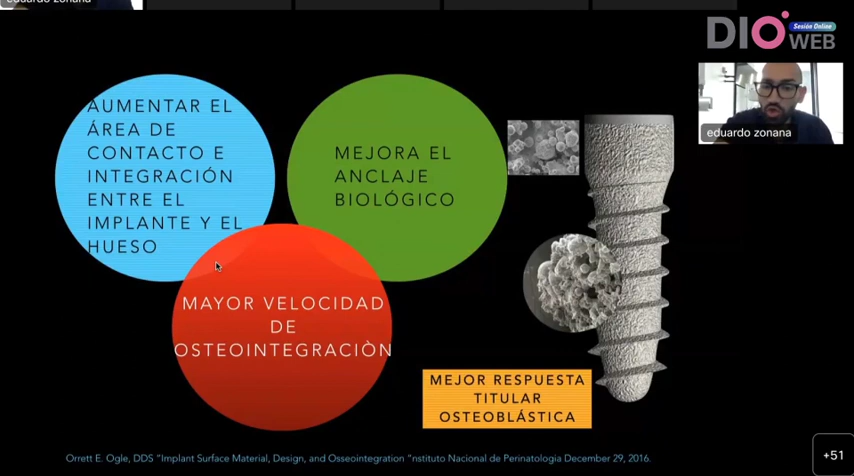 eduardo zonana
DIO
Sesión Online
WEB
eduardo zonana
AUMENTAR EL
ÁREA DE
CONTACTO E
INTEGRACIÓN
ENTRE EL
IMPLANTE Y EL
HUESO
MEJORA EL
ANCLAJE
BIOLÓGICO
MAYOR VELOCIDAD
DE
OSTEOINTEGRACIÒN
MEJOR RESPUESTA
TITULAR
OSTEOBLÁSTICA
Orrett E. Ogle, DDS “Implant Surface Material, Design, and Osseointegration “nstituto Nacional de Perinatologia December 29, 2016.
+51